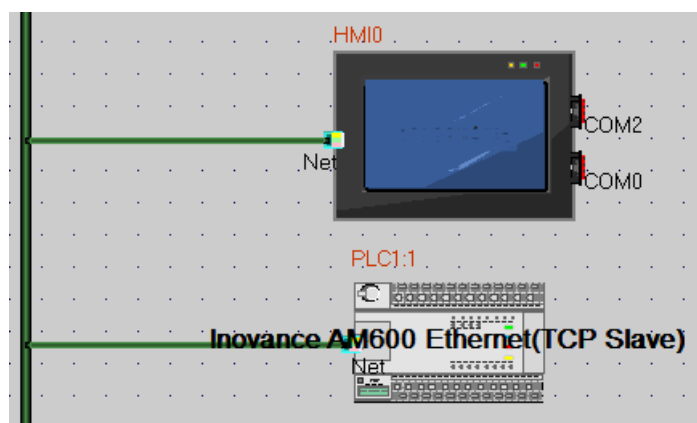 HMI0
COM2
Net
COM0
PLC1:1
Inovance AM600 Ethernet(TCP Slave)
Net